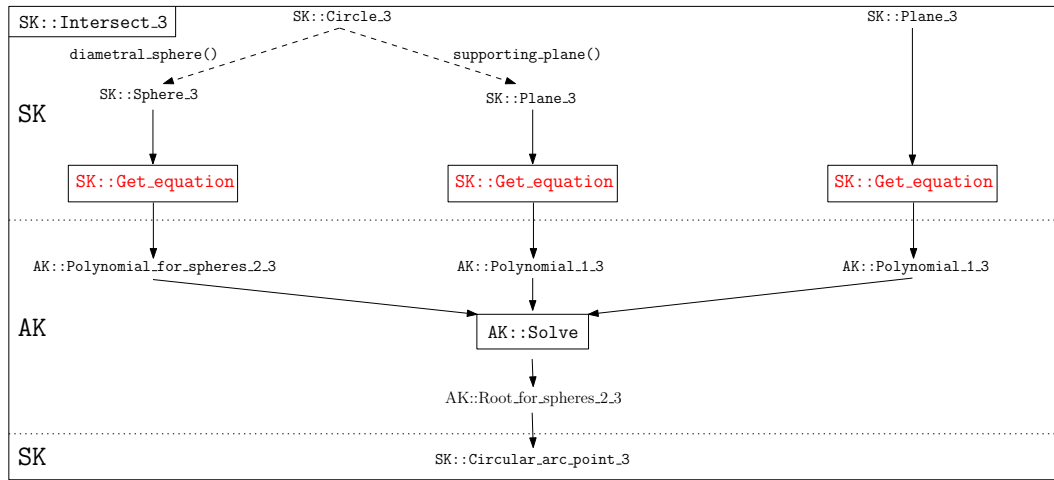 SK::Intersect_3
SK::Circle_3
SK::Plane_3
diametral_sphere()
supporting_plane()
SK::Sphere_3
SK::Plane_3
SK
SK::Get_equation
SK::Get_equation
SK::Get_equation
AK::Polynomial_for_spheres_2_3
AK::Polynomial_1_3
AK::Polynomial_1_3
AK
AK::Solve
AK::Root_for_spheres_2_3
SK
SK::Circular_arc_point_3